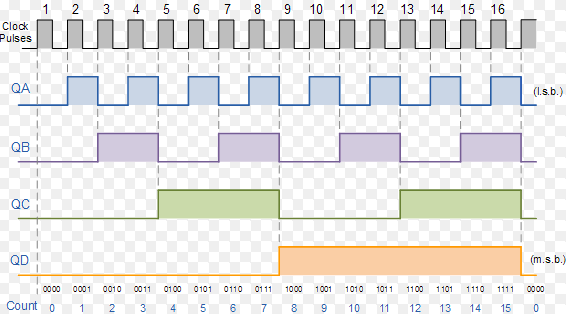 1 2 3 4 5 6 7 8 9 10 11 12 13 14 15 16
Clock
Pulses
QA (l.s.b.)
QB
QC
QD (m.s.b.)
0000 0001 0010 0011 0100 0101 0110 0111 1000 1001 1010 1011 1100 1101 1110 1111 0000
Count 0 1 2 3 4 5 6 7 8 9 10 11 12 13 14 15 0